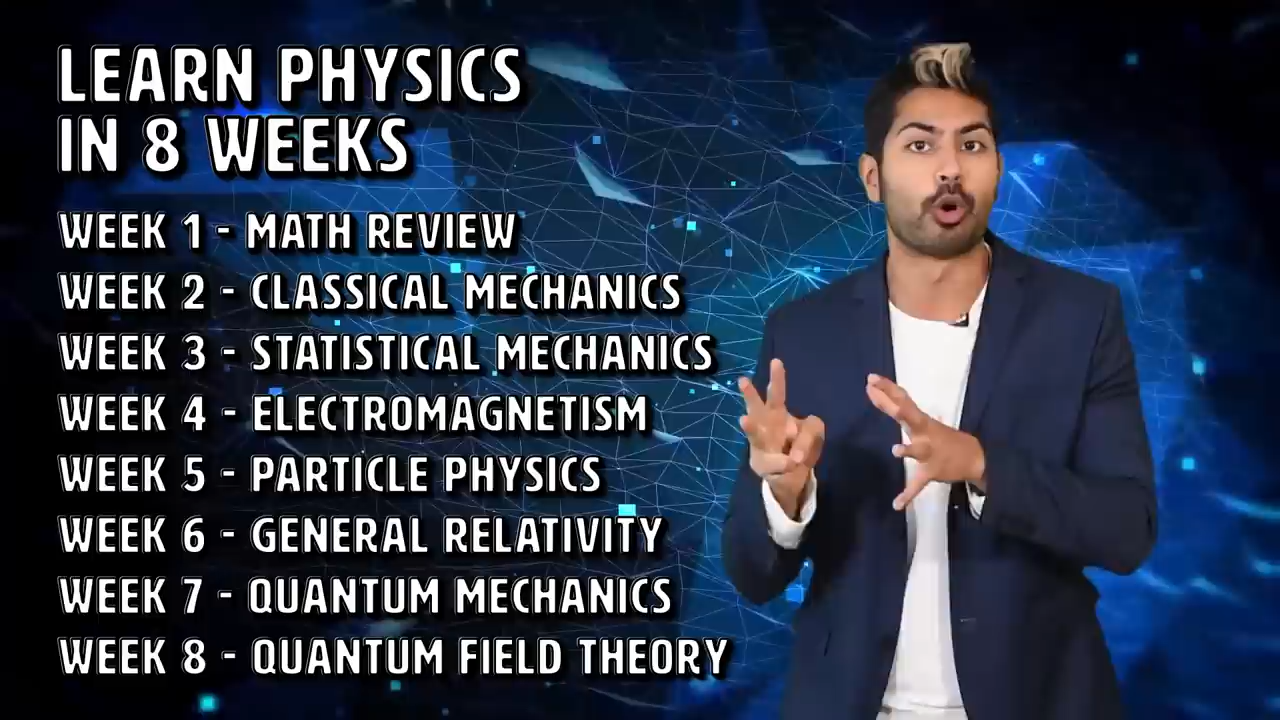 LEARN PHYSICS
IN 8 WEEKS
WEEK 1 - MATH REVIEW
WEEK 2 - CLASSICAL MECHANICS
WEEK 3 - STATISTICAL MECHANICS
WEEK 4 - ELECTROMAGNETISM
WEEK 5 - PARTICLE PHYSICS
WEEK 6 - GENERAL RELATIVITY
WEEK 7 - QUANTUM MECHANICS
WEEK 8 - QUANTUM FIELD THEORY